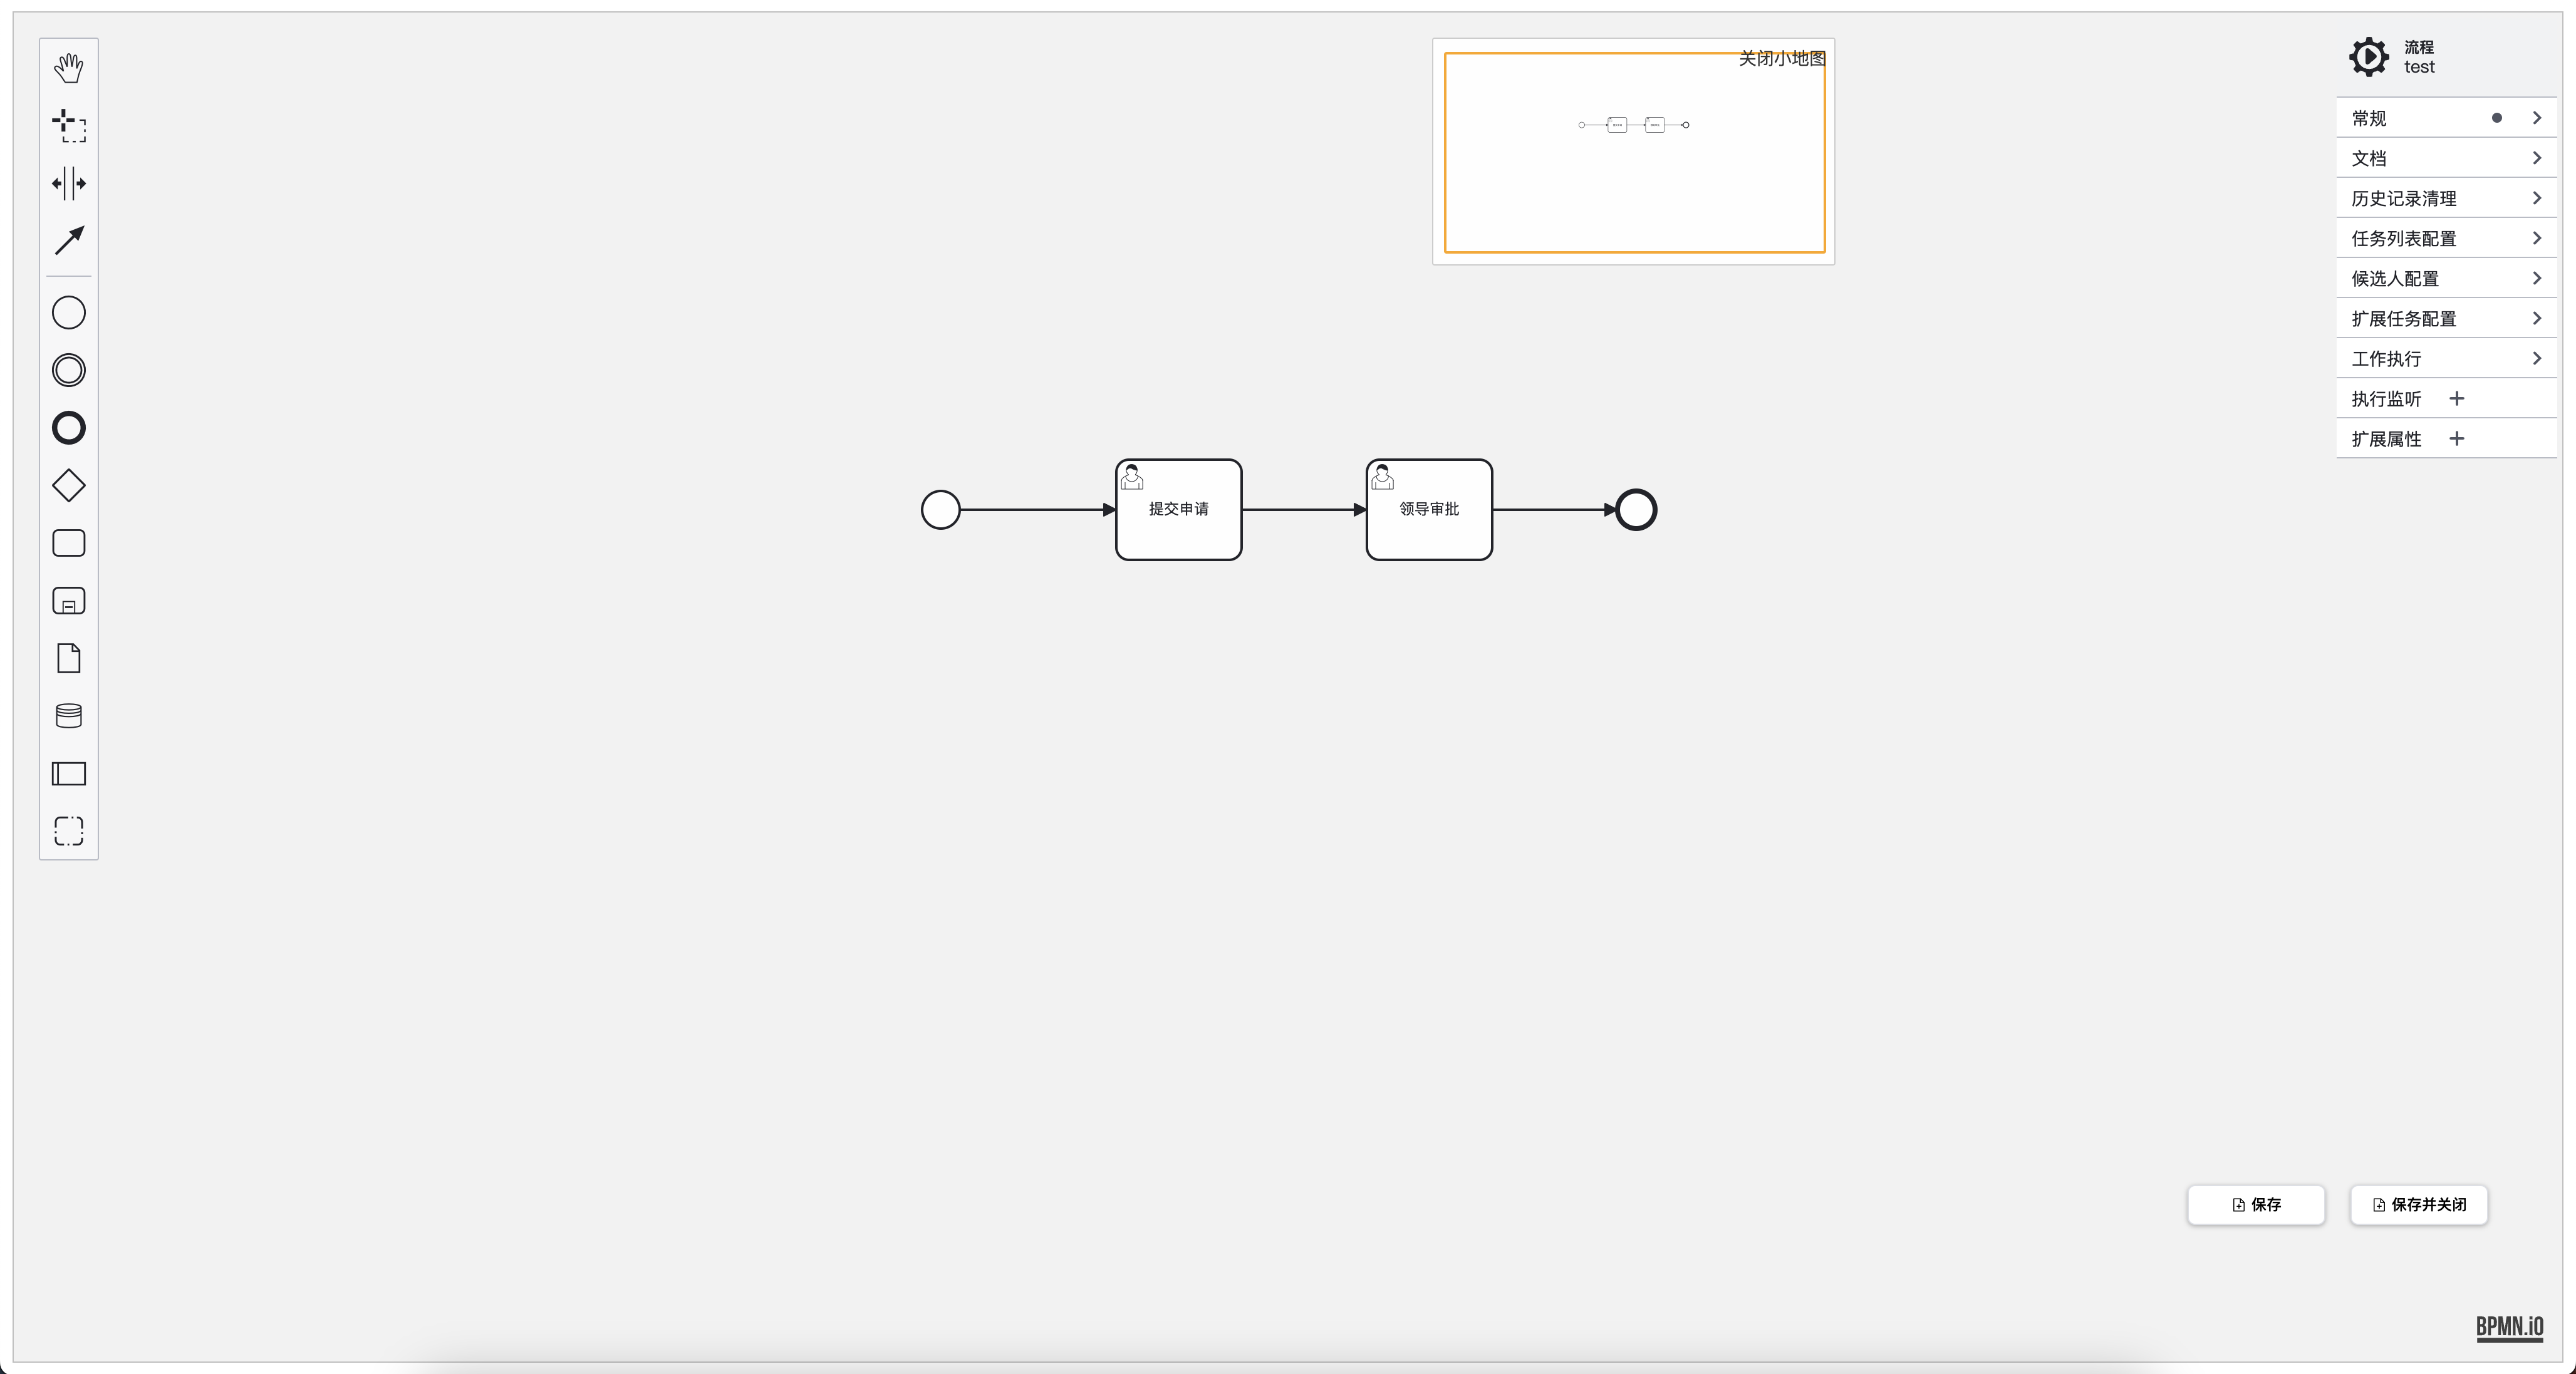 关闭小地图
流程
test
常规
文档
历史记录清理
任务列表配置
候选人配置
扩展任务配置
工作执行
执行监听
扩展属性
提交申请
领导审批
保存
保存并关闭
BPMN.iO